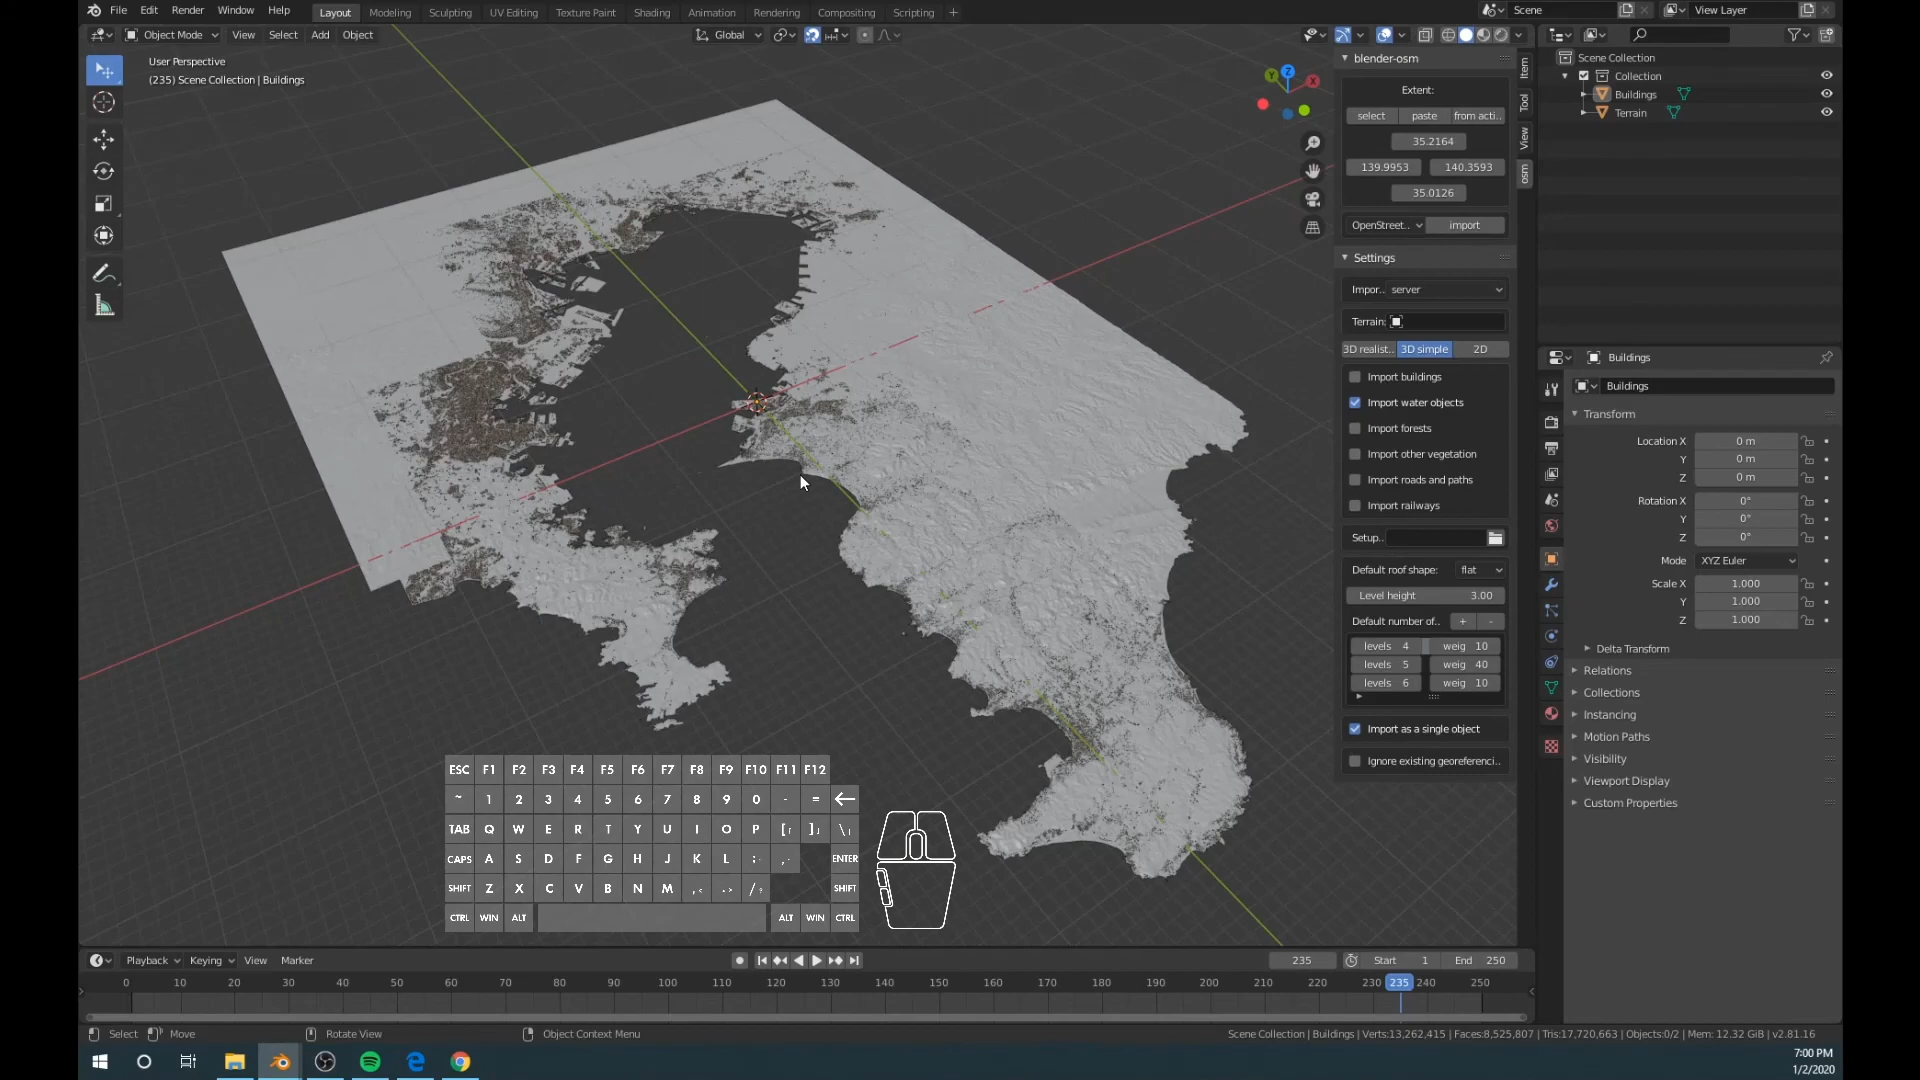 File Edit Render Window Help Layout Modeling Sculpting UV Editing Texture Paint Shading Animation Rendering Compositing Scripting + Scene View Layer
Object Mode View Select Add Object Global
User Perspective
(235) Scene Collection | Buildings
Y Z X
blender-osm
Extent:
select paste from acti..
35.2164
139.9953 140.3593
35.0126
OpenStreet.. import
Settings
Impor.. server
Terrain:
3D realist.. 3D simple 2D
Import buildings
Import water objects
Import forests
Import other vegetation
Import roads and paths
Import railways
Setup..
Default roof shape: flat
Level height 3.00
Default number of.. + -
levels 4 weig 10
levels 5 weig 40
levels 6 weig 10
Import as a single object
Ignore existing georeferenci..
Item
Tool
View
osm
Scene Collection
Collection
Buildings
Terrain
Buildings
Buildings
Transform
Location X 0 m
Y 0 m
Z 0 m
Rotation X 0°
Y 0°
Z 0°
Mode XYZ Euler
Scale X 1.000
Y 1.000
Z 1.000
Delta Transform
Relations
Collections
Instancing
Motion Paths
Visibility
Viewport Display
Custom Properties
ESC F1 F2 F3 F4 F5 F6 F7 F8 F9 F10 F11 F12
~ 1 2 3 4 5 6 7 8 9 0 - =
TAB Q W E R T Y U I O P [ ] \
CAPS A S D F G H J K L ; , ENTER
SHIFT Z X C V B N M , . / SHIFT
CTRL WIN ALT ALT WIN CTRL
Playback Keying View Marker 235 Start 1 End 250
0 10 20 30 40 50 60 70 80 90 100 110 120 130 140 150 160 170 180 190 200 210 220 230 235 240 250
Select Move Rotate View Object Context Menu Scene Collection | Buildings | Verts:13,262,415 | Faces:8,525,807 | Tris:17,720,663 | Objects:0/2 | Mem: 12.32 GiB | v2.81.16
7:00 PM
1/2/2020